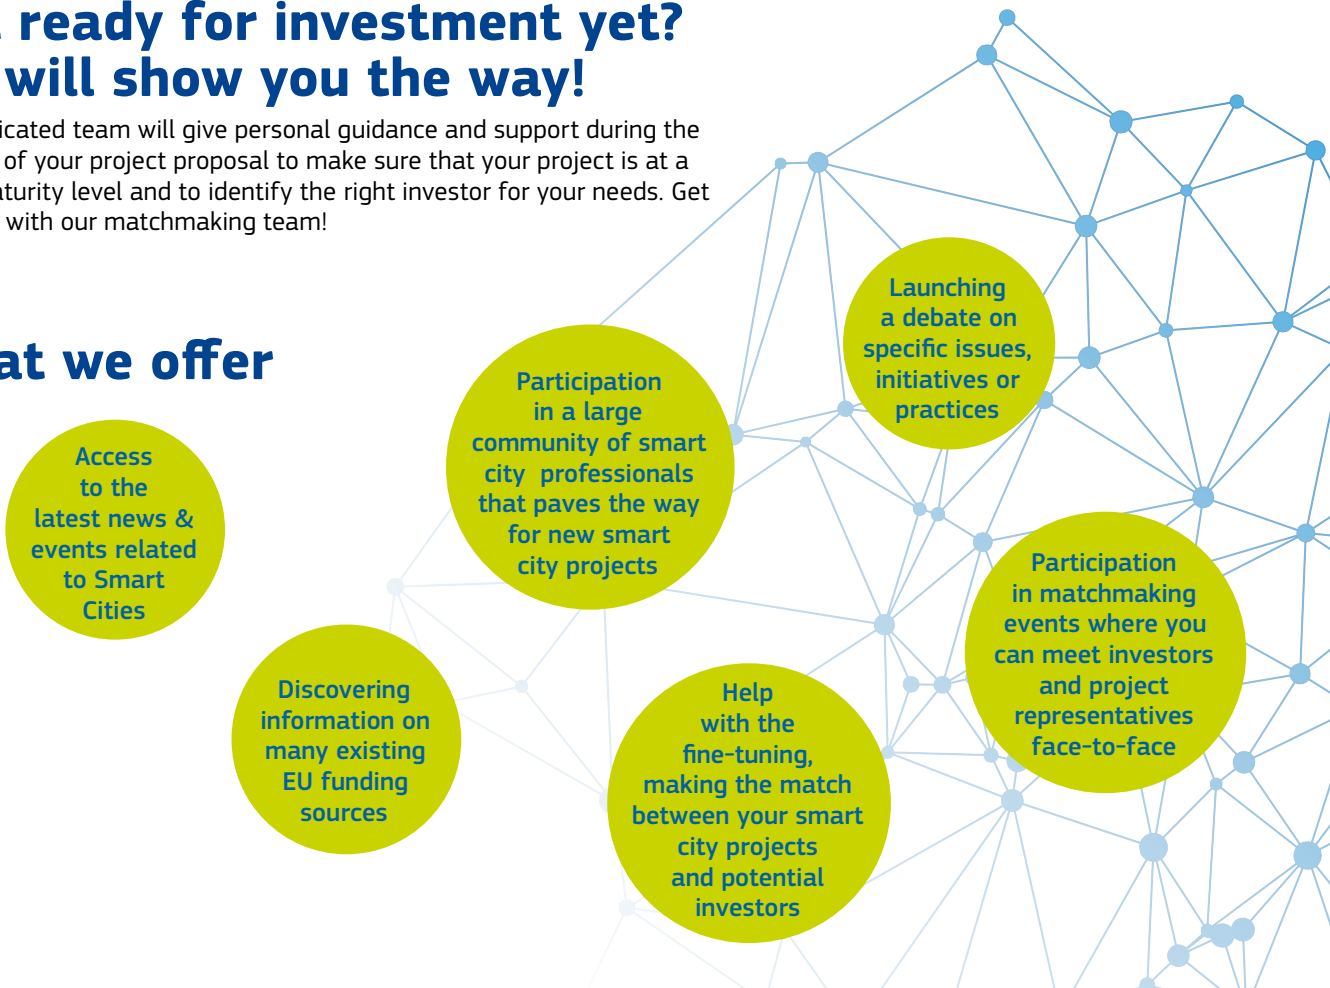 ready for investment yet?
will show you the way!
icated team will give personal guidance and support during the
of your project proposal to make sure that your project is at a
aturity level and to identify the right investor for your needs. Get
with our matchmaking team!
at we offer
Launching
a debate on
specific issues,
initiatives or
practices
Participation
in a large
community of smart
city professionals
that paves the way
for new smart
city projects
Access
to the
latest news &
events related
to Smart
Cities
Participation
in matchmaking
events where you
can meet investors
and project
representatives
face-to-face
Discovering
information on
many existing
EU funding
sources
Help
with the
fine-tuning,
making the match
between your smart
city projects
and potential
investors